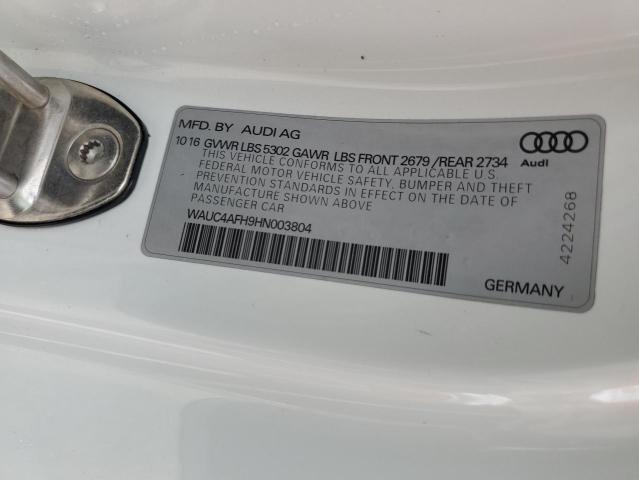 MFD. BY AUDI AG
10 16 GVWR LBS 5302 GAWR LBS FRONT 2679 /REAR 2734
THIS VEHICLE CONFORMS TO ALL APPLICABLE U.S.
FEDERAL MOTOR VEHICLE SAFETY, BUMPER AND THEFT
PREVENTION STANDARDS IN EFFECT ON THE DATE OF
MANUFACTURE SHOWN ABOVE
PASSENGER CAR
WAUC4AFH9HN003804
Audi
4224268
GERMANY